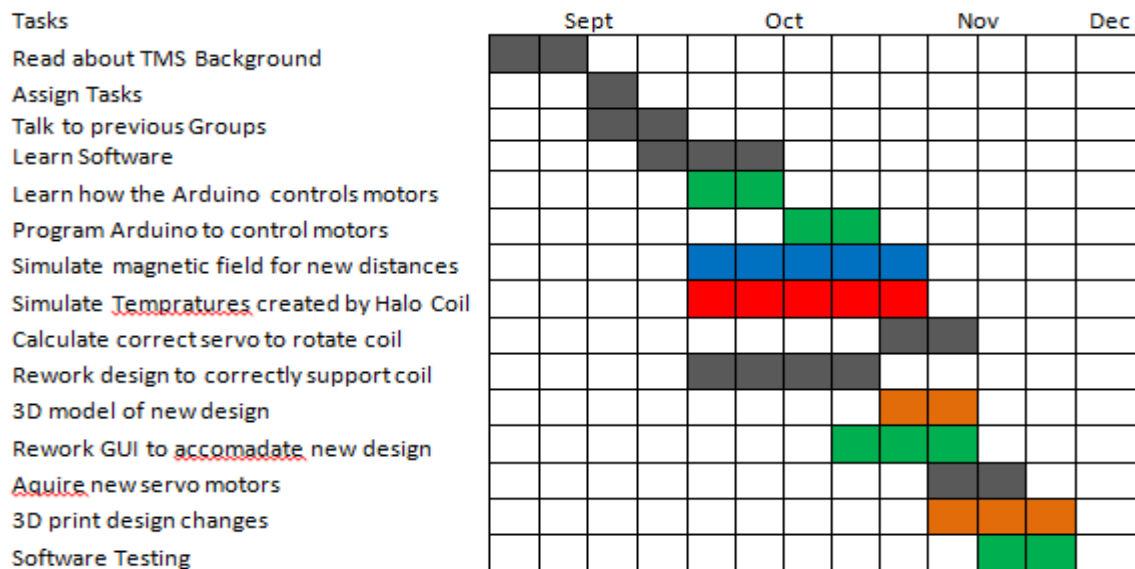 Tasks Sept Oct Nov Dec
Read about TMS Background
Assign Tasks
Talk to previous Groups
Learn Software
Learn how the Arduino controls motors
Program Arduino to control motors
Simulate magnetic field for new distances
Simulate Tempratures created by Halo Coil
Calculate correct servo to rotate coil
Rework design to correctly support coil
3D model of new design
Rework GUI to accomadate new design
Aquire new servo motors
3D print design changes
Software Testing